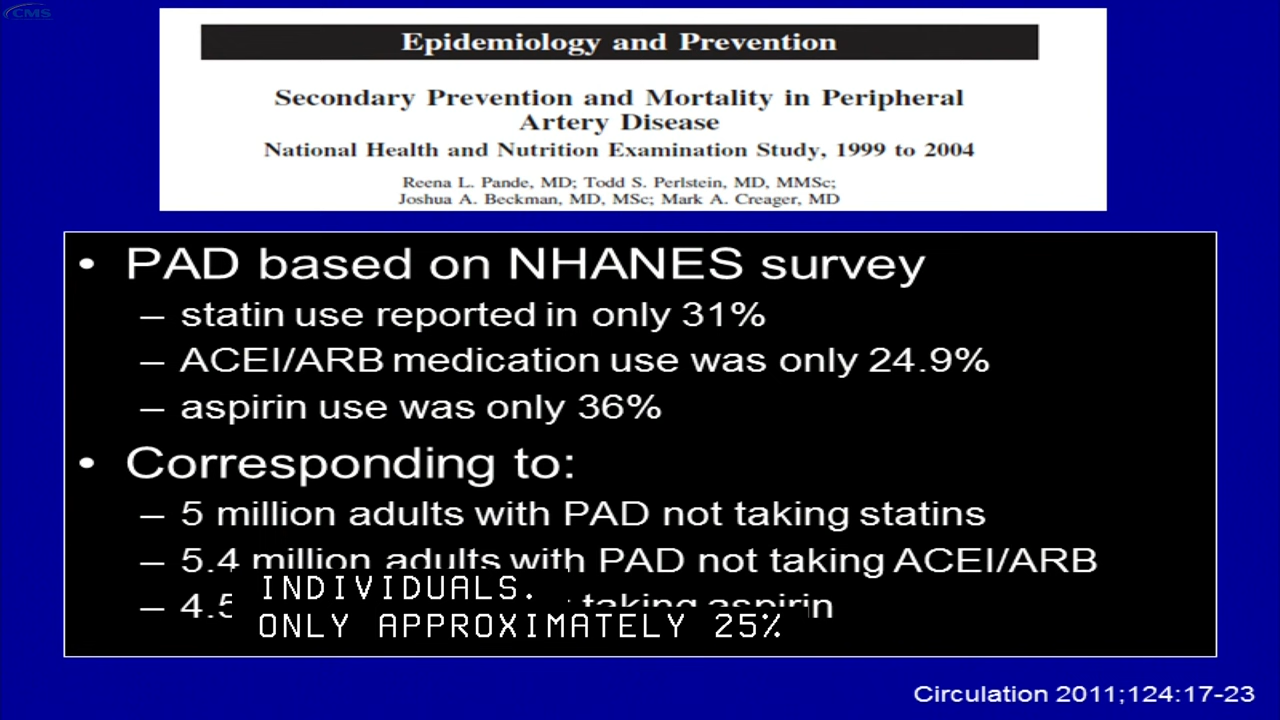 CMS
Epidemiology and Prevention
Secondary Prevention and Mortality in Peripheral
Artery Disease
National Health and Nutrition Examination Study, 1999 to 2004
Reena L. Pande, MD; Todd S. Perlstein, MD, MMSc;
Joshua A. Beckman, MD, MSc; Mark A. Creager, MD
• PAD based on NHANES survey
– statin use reported in only 31%
– ACEI/ARB medication use was only 24.9%
– aspirin use was only 36%
• Corresponding to:
– 5 million adults with PAD not taking statins
– 5.4 million adults with PAD not taking ACEI/ARB
– 4.5 taking aspirin
INDIVIDUALS.
ONLY APPROXIMATELY 25%
Circulation 2011;124:17-23